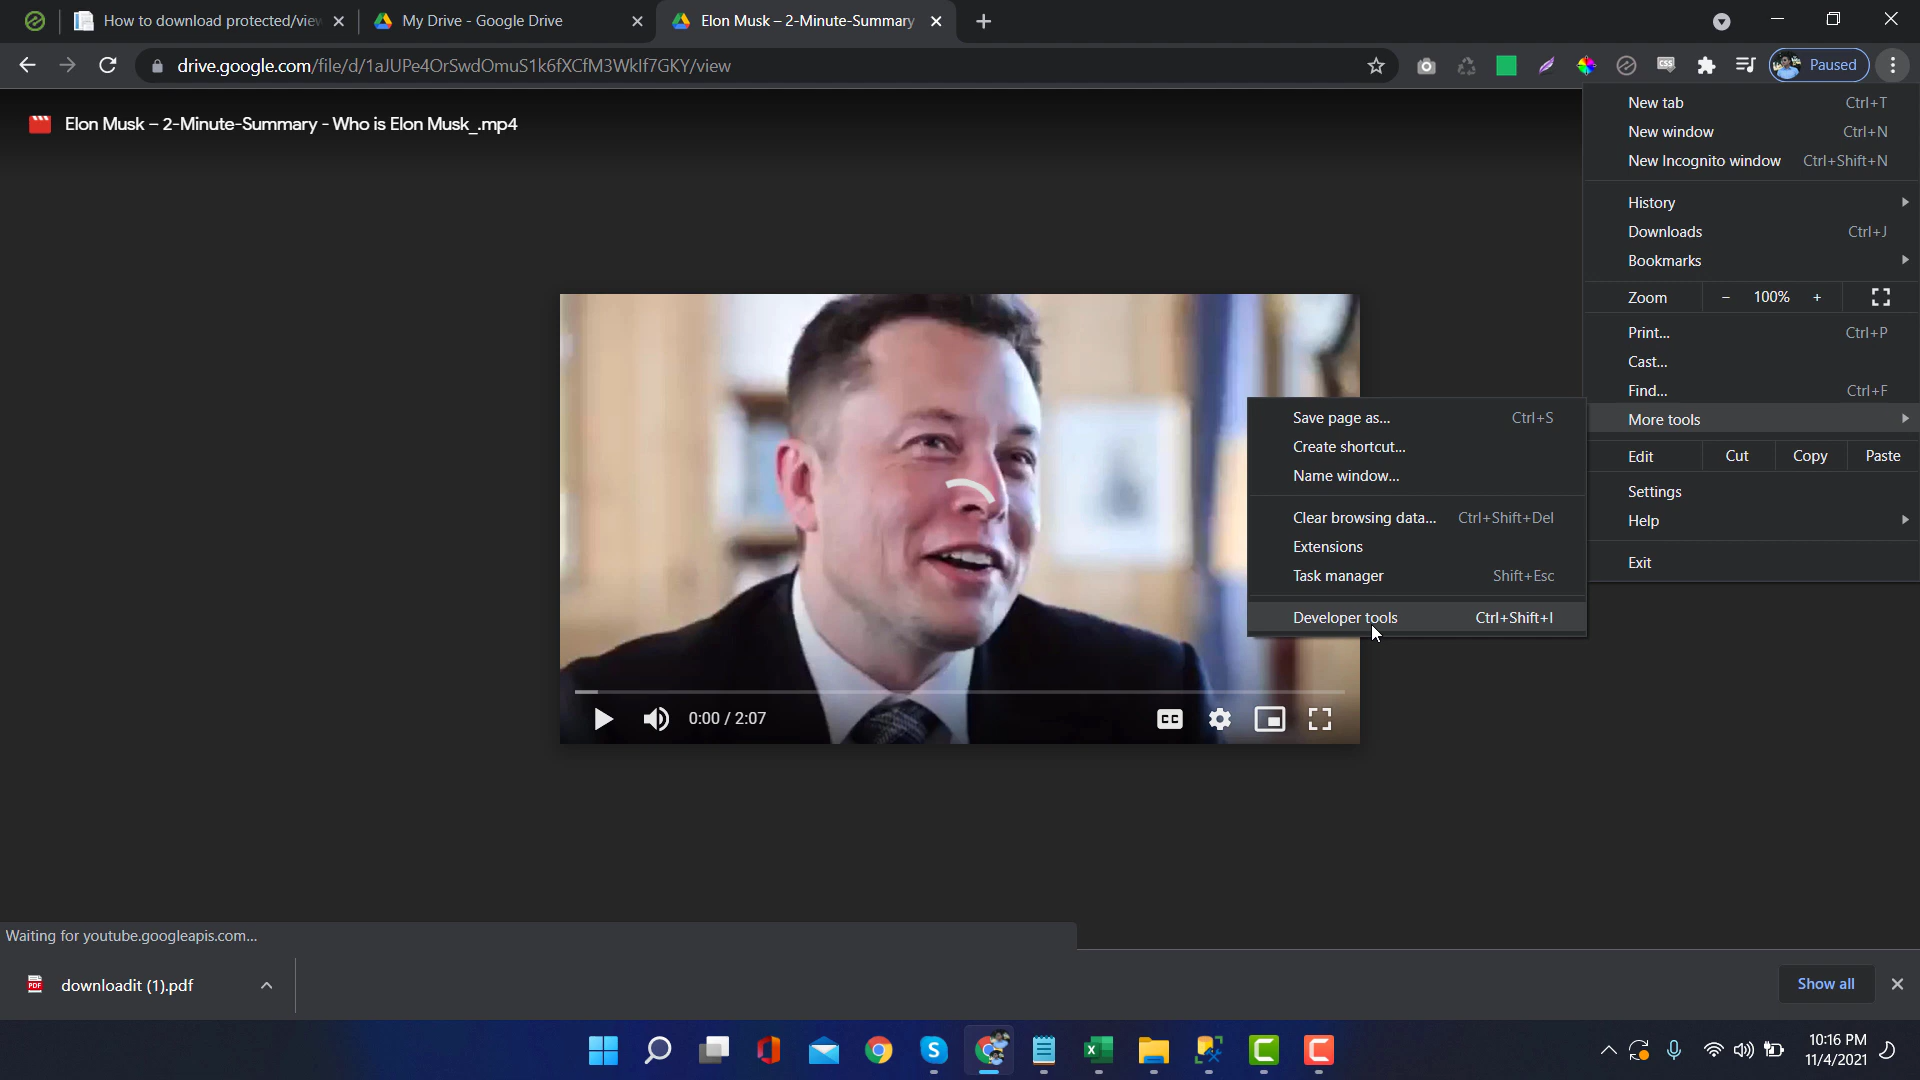 How to download protected/vie
My Drive - Google Drive
Elon Musk – 2-Minute-Summary
drive.google.com/file/d/1aJUPe4OrSwdOmuS1k6fXCfM3WkIf7GKY/view
CSS
Paused
Elon Musk – 2-Minute-Summary - Who is Elon Musk_.mp4
New tab Ctrl+T
New window Ctrl+N
New Incognito window Ctrl+Shift+N
History
Downloads Ctrl+J
Bookmarks
Zoom - 100% +
Print... Ctrl+P
Cast...
Find... Ctrl+F
More tools
Edit Cut Copy Paste
Settings
Help
Exit
Save page as... Ctrl+S
Create shortcut...
Name window...
Clear browsing data... Ctrl+Shift+Del
Extensions
Task manager Shift+Esc
Developer tools Ctrl+Shift+I
0:00 / 2:07
CC
Waiting for youtube.googleapis.com...
PDF
downloadit (1).pdf
Show all
10:16 PM
11/4/2021